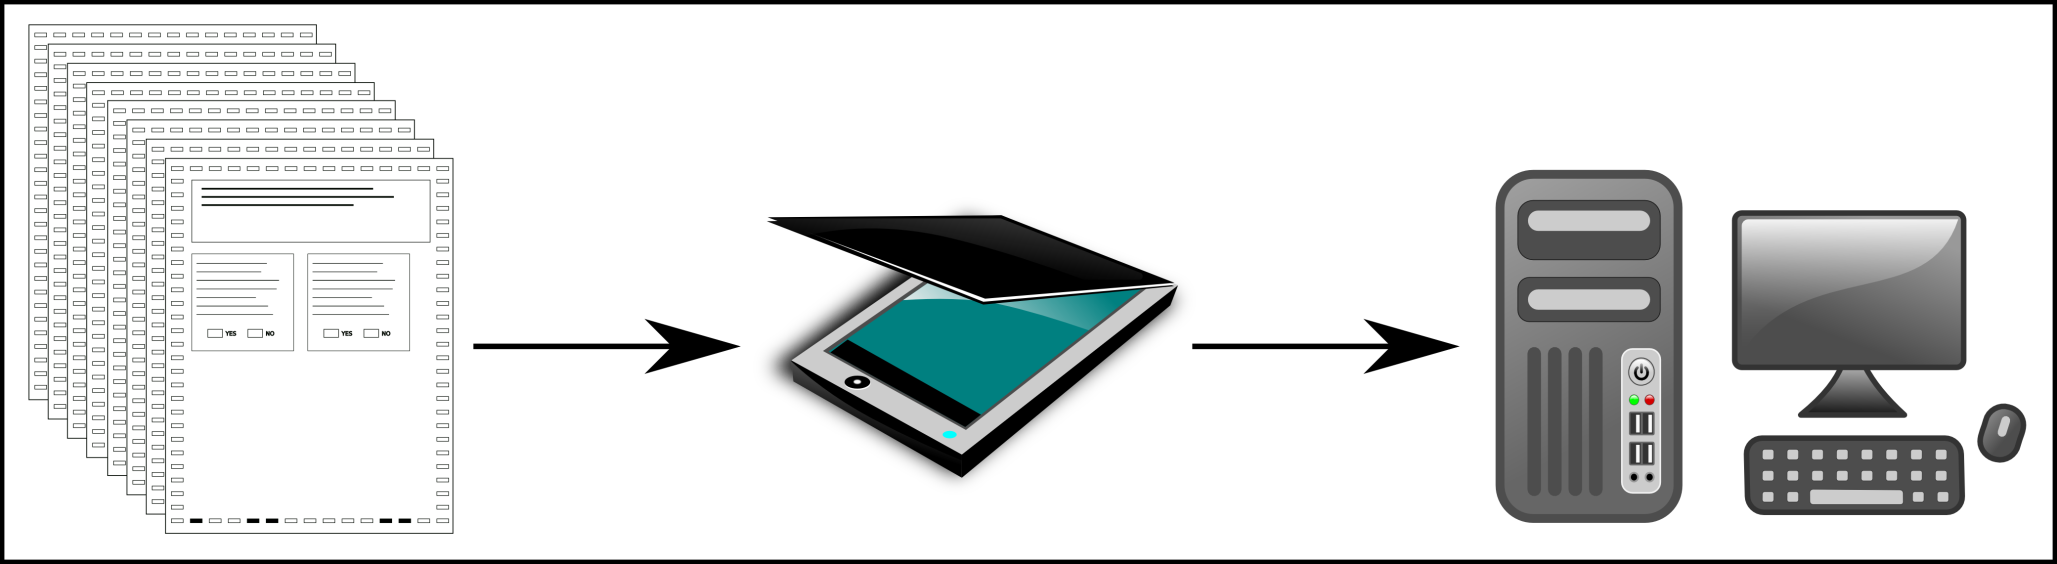 YES NO YES NO